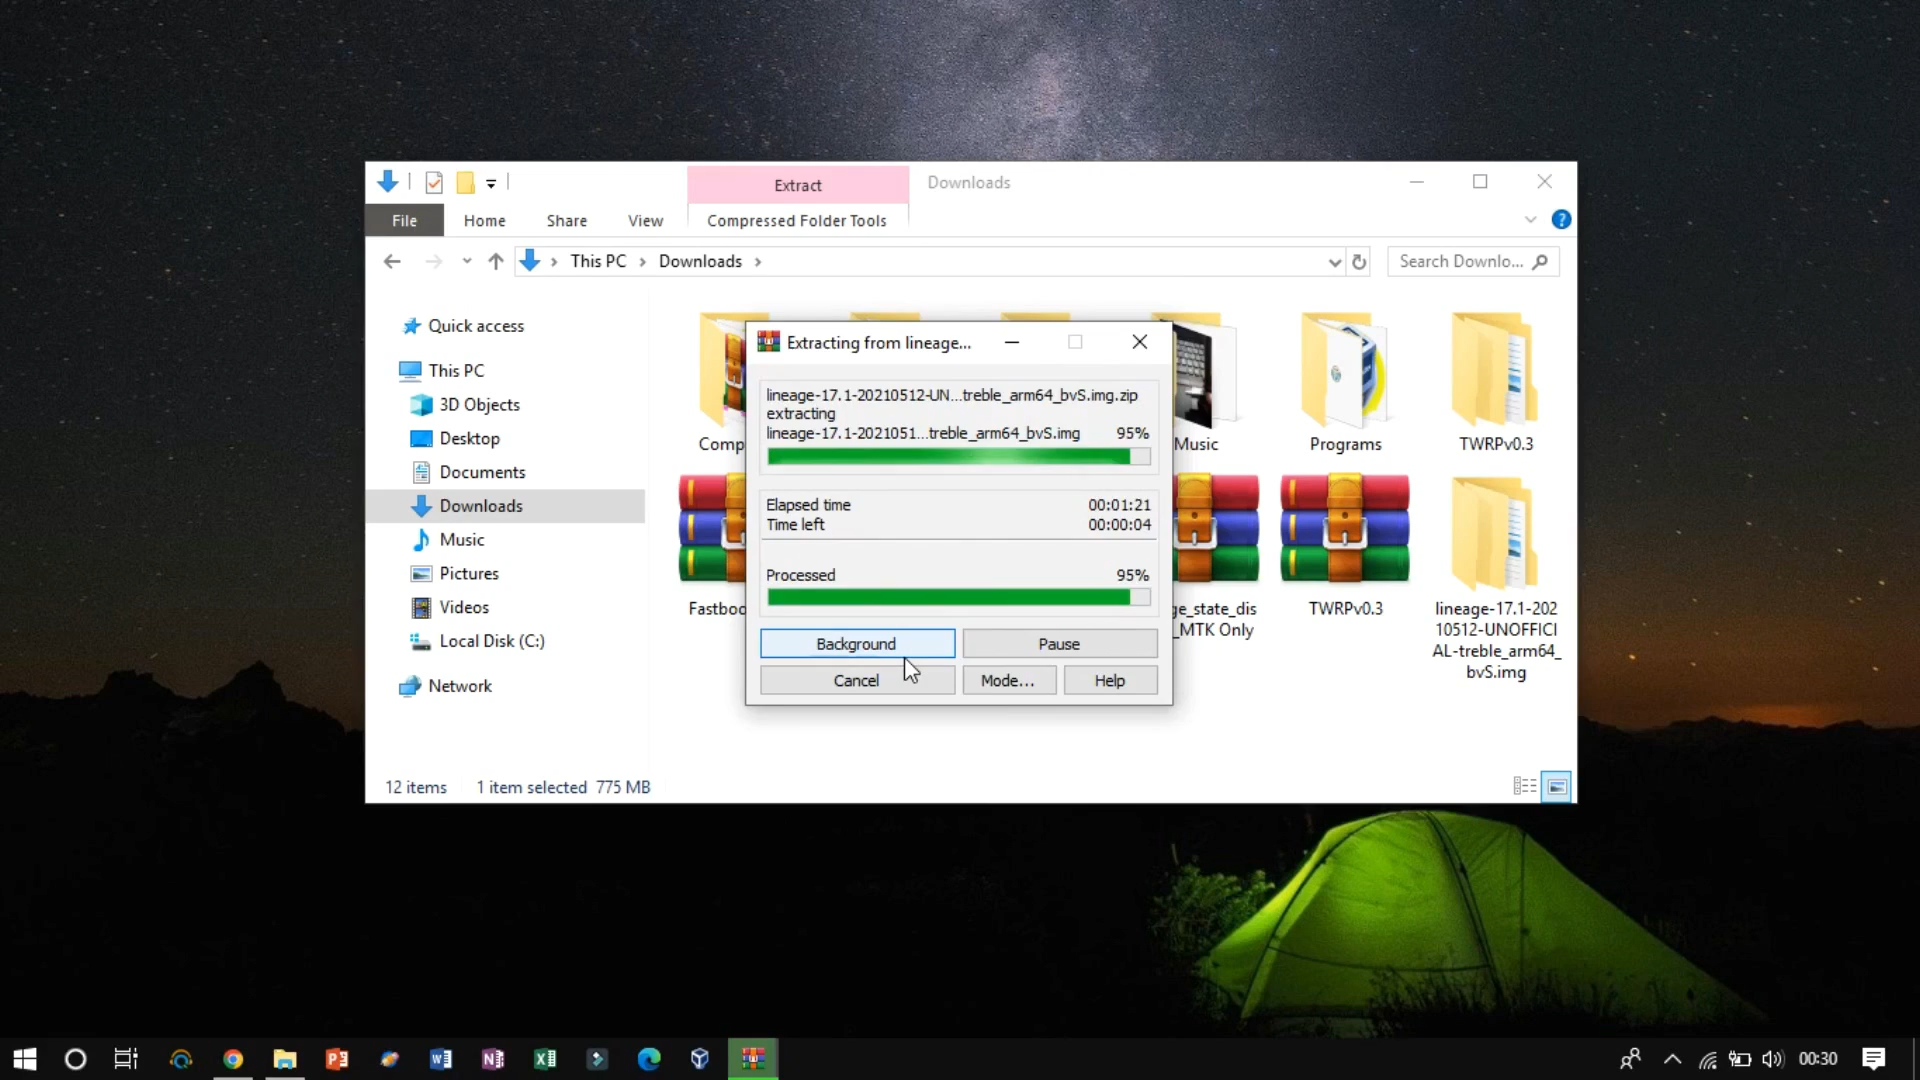 Extract
Downloads
File
Home
Share
View
Compressed Folder Tools
?
This PC
Downloads
Search Downlo...
Quick access
This PC
3D Objects
Desktop
Documents
Downloads
Music
Pictures
Videos
Local Disk (C:)
Network
Comp
Music
Programs
TWRPv0.3
Fastboo
ge_state_dis
_MTK Only
TWRPv0.3
lineage-17.1-202
10512-UNOFFICI
AL-treble_arm64_
bvS.img
Extracting from lineage...
lineage-17.1-20210512-UN...treble_arm64_bvS.img.zip
extracting
lineage-17.1-2021051...treble_arm64_bvS.img 95%
Elapsed time 00:01:21
Time left 00:00:04
Processed 95%
Background
Pause
Cancel
Mode...
Help
12 items
1 item selected 775 MB
00:30